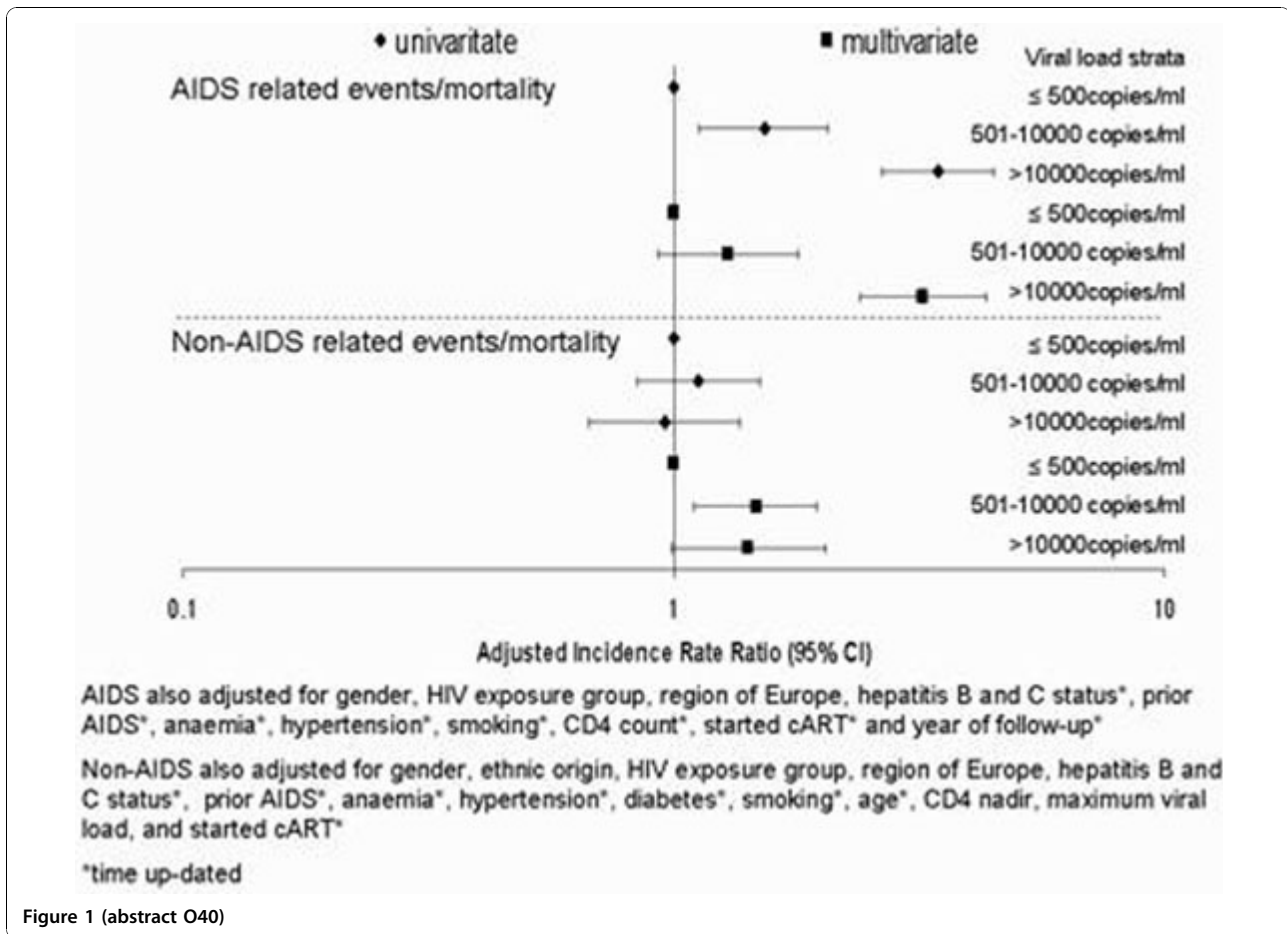 univaritate multivariate
Viral load strata
AIDS related events/mortality
≤ 500copies/ml
501-10000 copies/ml
>10000copies/ml
≤ 500copies/ml
501-10000 copies/ml
>10000copies/ml
Non-AIDS related events/mortality
≤ 500copies/ml
501-10000 copies/ml
>10000copies/ml
≤ 500copies/ml
501-10000 copies/ml
>10000copies/ml
0.1 1 10
Adjusted Incidence Rate Ratio (95% CI)
AIDS also adjusted for gender, HIV exposure group, region of Europe, hepatitis B and C status*, prior
AIDS*, anaemia*, hypertension*, smoking*, CD4 count*, started cART* and year of follow-up*
Non-AIDS also adjusted for gender, ethnic origin, HIV exposure group, region of Europe, hepatitis B and
C status*, prior AIDS*, anaemia*, hypertension*, diabetes*, smoking*, age*, CD4 nadir, maximum viral
load, and started cART*
*time up-dated
Figure 1 (abstract O40)